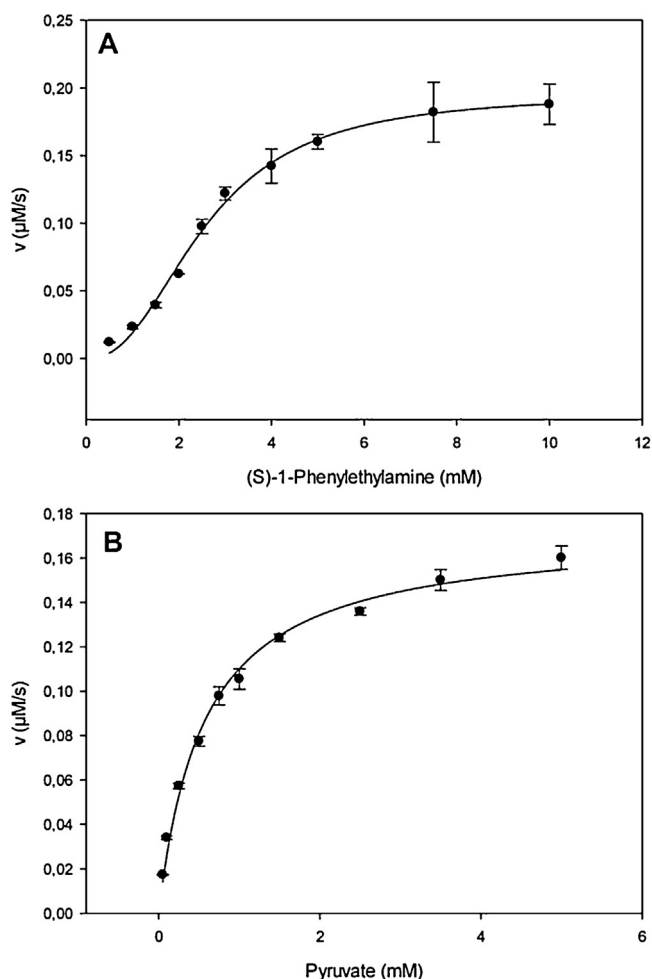 A
0,25
0,20
0,15
0,10
0,05
0,00
v (µM/s)
0 2 4 6 8 10 12
(S)-1-Phenylethylamine (mM)
B
0,18
0,16
0,14
0,12
0,10
0,08
0,06
0,04
0,02
0,00
v (µM/s)
0 2 4 6
Pyruvate (mM)